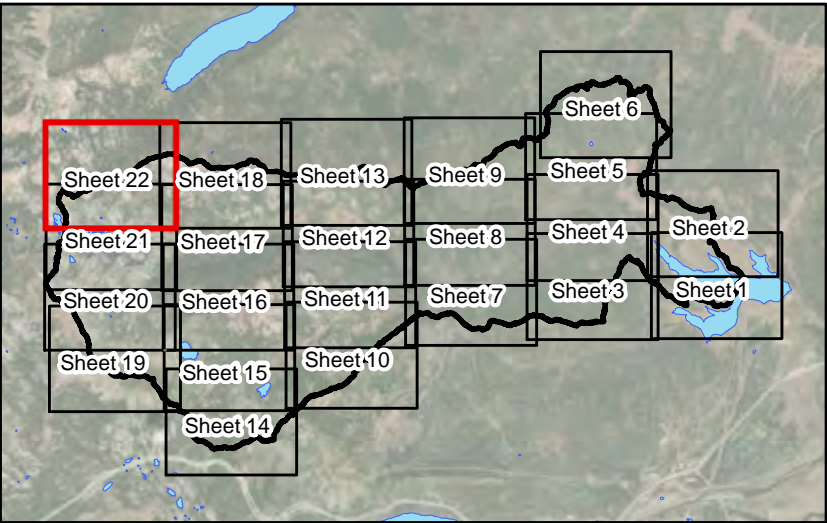 Sheet 6
Sheet 5
Sheet 22
Sheet 18
Sheet 13
Sheet 9
Sheet 2
Sheet 21
Sheet 17
Sheet 12
Sheet 8
Sheet 4
Sheet 20
Sheet 16
Sheet 11
Sheet 7
Sheet 3
Sheet 1
Sheet 19
Sheet 15
Sheet 10
Sheet 14